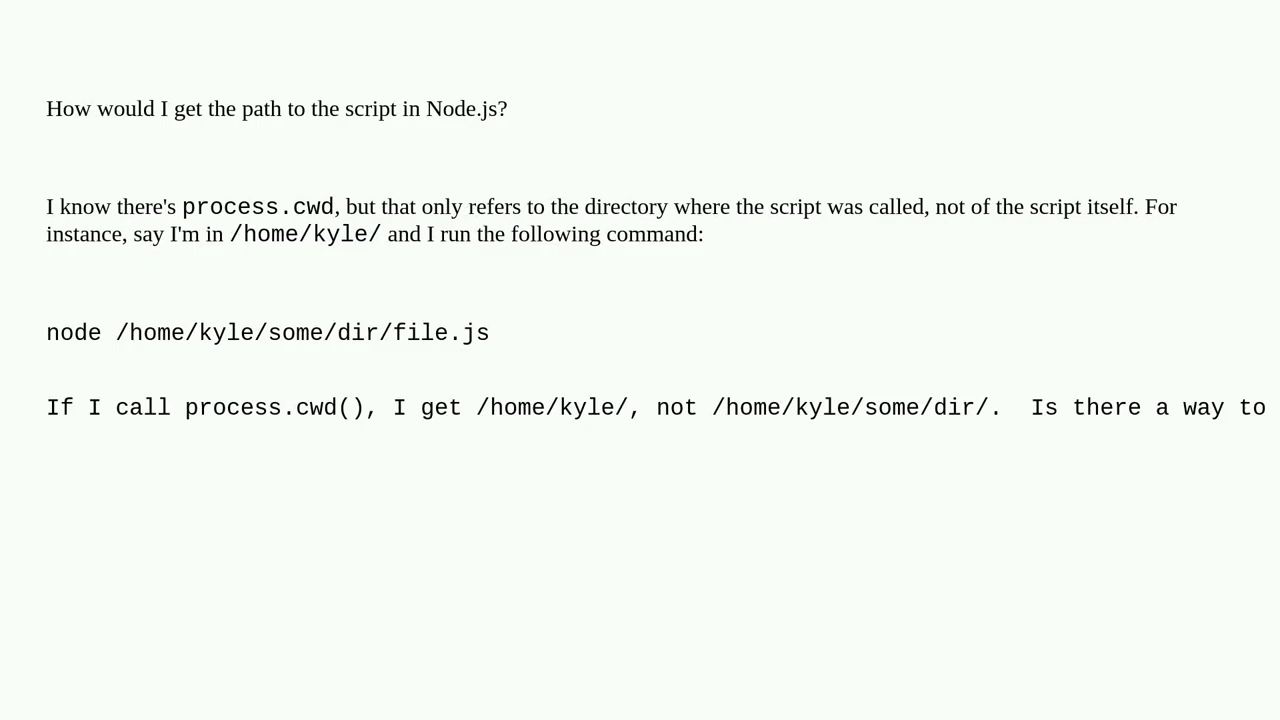 How would I get the path to the script in Node.js?
I know there's process.cwd, but that only refers to the directory where the script was called, not of the script itself. For
instance, say I'm in /home/kyle/ and I run the following command:
node /home/kyle/some/dir/file.js
If I call process.cwd(), I get /home/kyle/, not /home/kyle/some/dir/.  Is there a way to